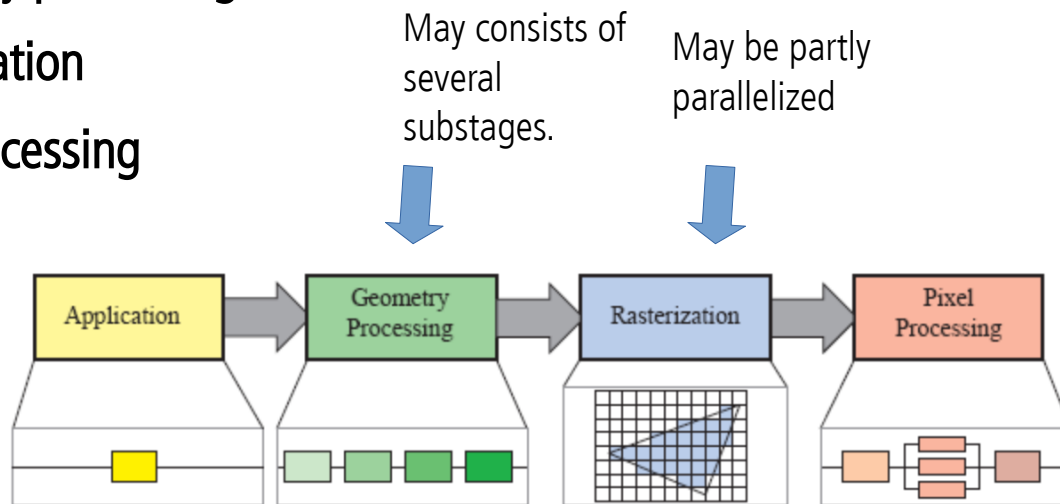 ation
cessing
May consists of
several
substages.
May be partly
parallelized
Application
Geometry
Processing
Rasterization
Pixel
Processing